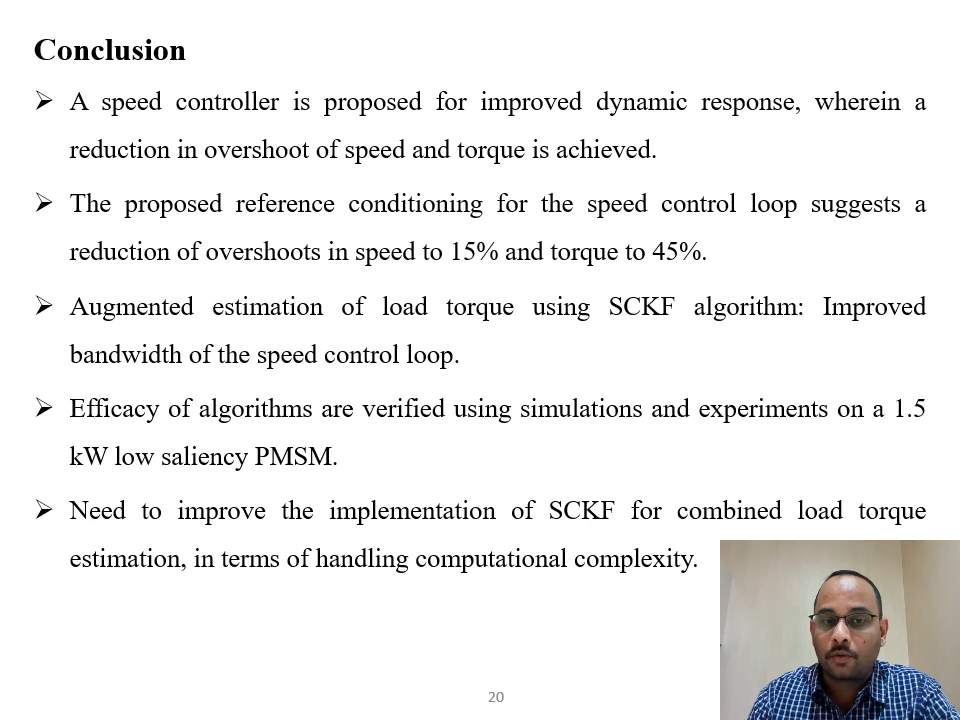 Conclusion
➢ A speed controller is proposed for improved dynamic response, wherein a
reduction in overshoot of speed and torque is achieved.
➢ The proposed reference conditioning for the speed control loop suggests a
reduction of overshoots in speed to 15% and torque to 45%.
➢ Augmented estimation of load torque using SCKF algorithm: Improved
bandwidth of the speed control loop.
➢ Efficacy of algorithms are verified using simulations and experiments on a 1.5
kW low saliency PMSM.
➢ Need to improve the implementation of SCKF for combined load torque
estimation, in terms of handling computational complexity.
20